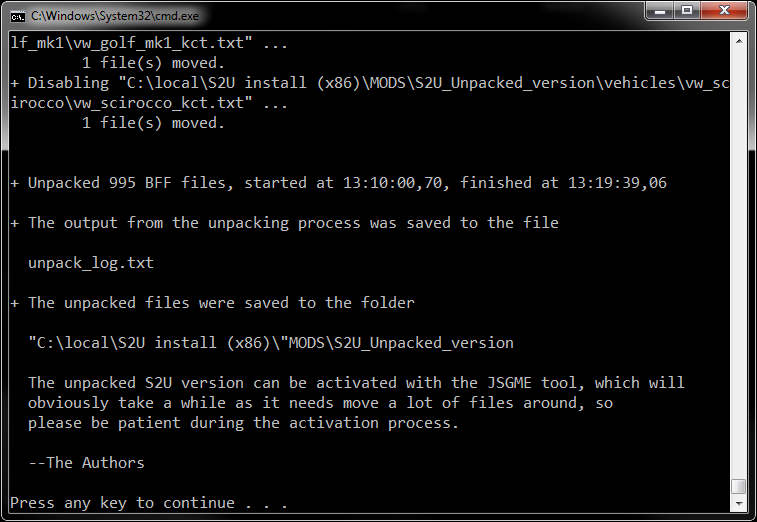 C:\Windows\System32\cmd.exe
lf_mk1\vw_golf_mk1_kct.txt" ...
1 file(s) moved.
+ Disabling "C:\local\S2U install (x86)\MODS\S2U_Unpacked_version\vehicles\vw_sc
irocco\vw_scirocco_kct.txt" ...
1 file(s) moved.
+ Unpacked 995 BFF files, started at 13:10:00,70, finished at 13:19:39,06
+ The output from the unpacking process was saved to the file
unpack_log.txt
+ The unpacked files were saved to the folder
"C:\local\S2U install (x86)\"MODS\S2U_Unpacked_version
The unpacked S2U version can be activated with the JSGME tool, which will
obviously take a while as it needs move a lot of files around, so
please be patient during the activation process.
--The Authors
Press any key to continue . . .